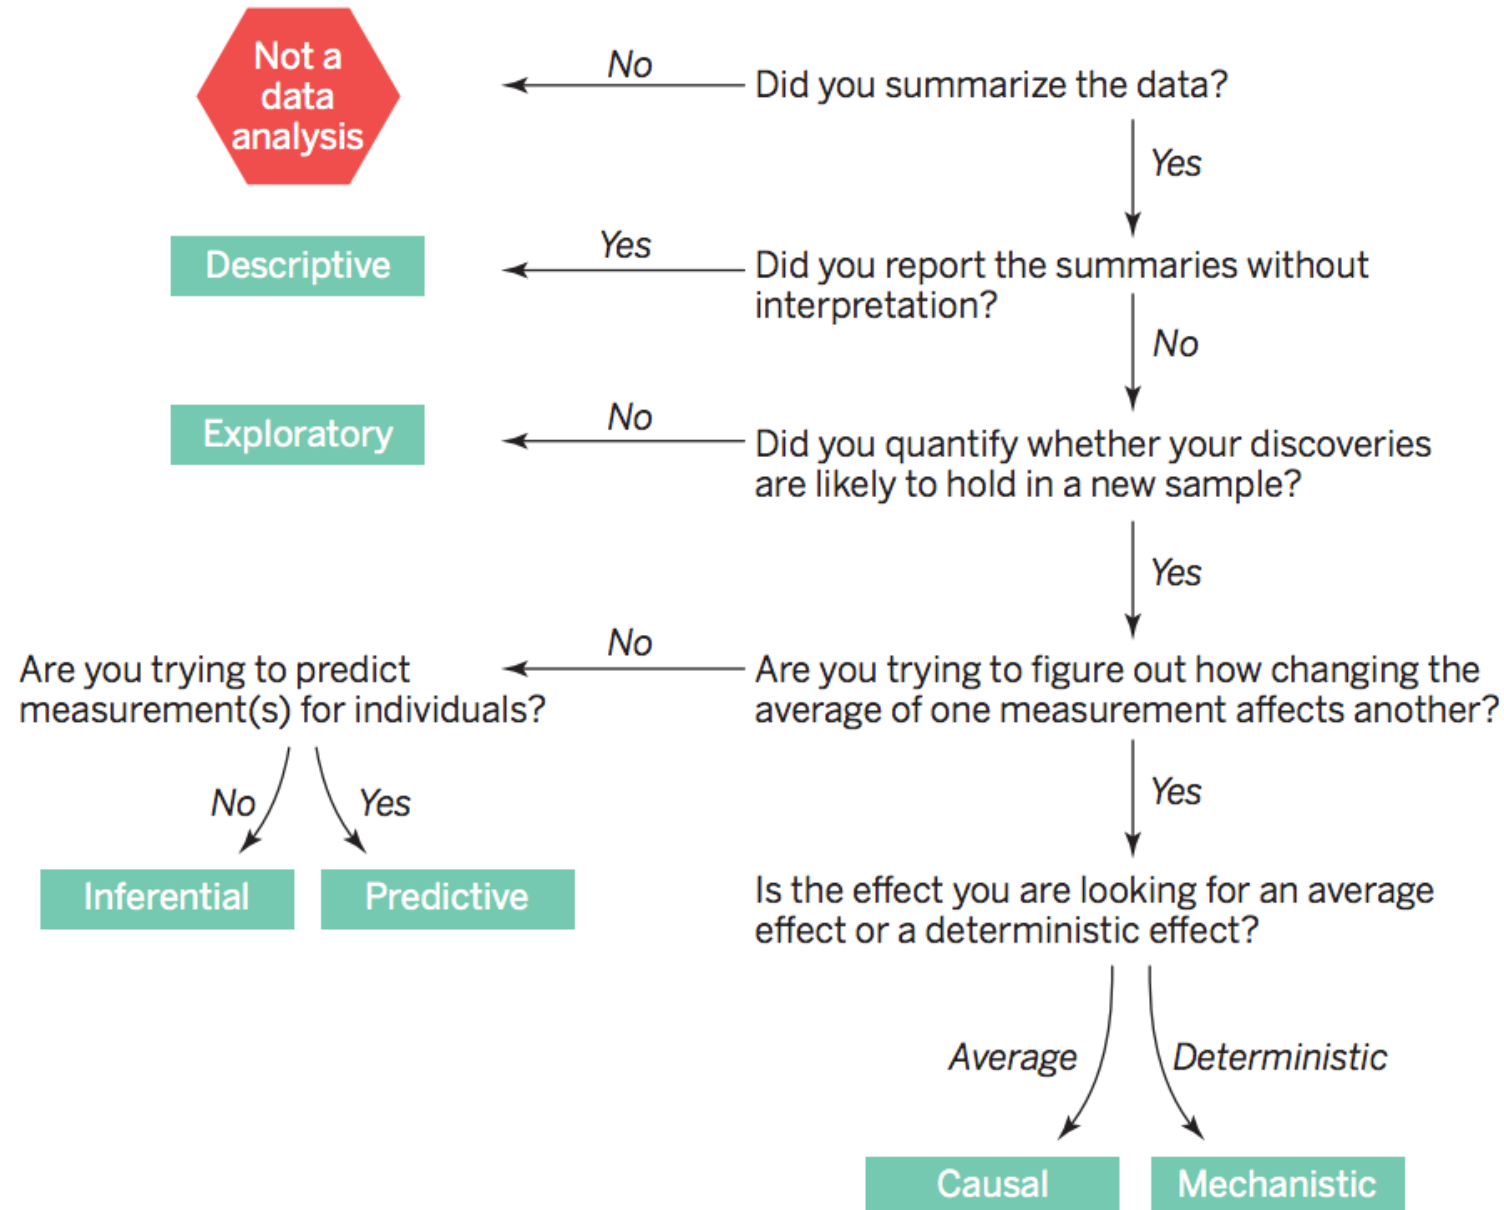 Not a
data
analysis
No
Did you summarize the data?
Yes
Descriptive
Yes
Did you report the summaries without
interpretation?
No
Exploratory
No
Did you quantify whether your discoveries
are likely to hold in a new sample?
Yes
Are you trying to predict
measurement(s) for individuals?
No
Are you trying to figure out how changing the
average of one measurement affects another?
No
Yes
Yes
Inferential
Predictive
Is the effect you are looking for an average
effect or a deterministic effect?
Average
Deterministic
Causal
Mechanistic